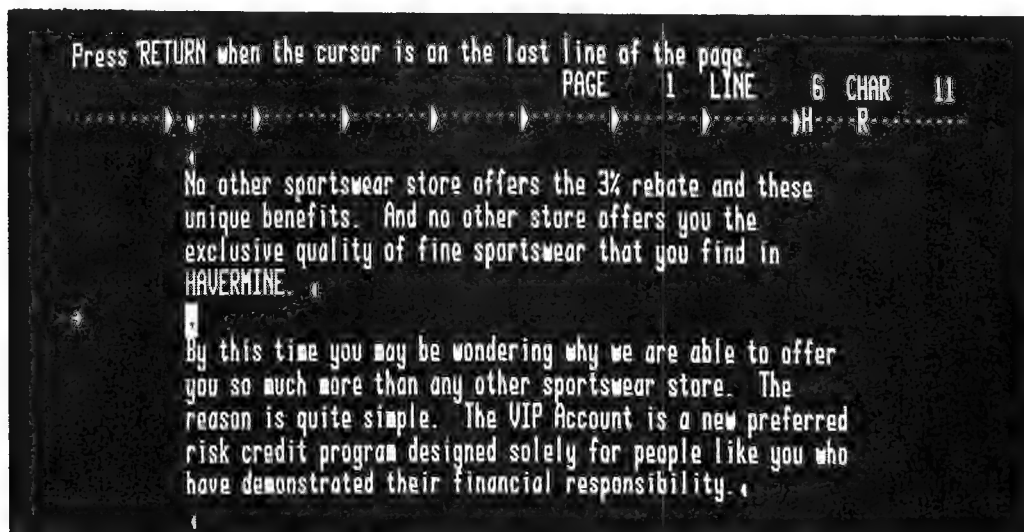 Press RETURN when the cursor is on the last line of the page.
PAGE 1 LINE 6 CHAR 11
H R
No other sportswear store offers the 3% rebate and these
unique benefits. And no other store offers you the
exclusive quality of fine sportswear that you find in
HAVERMINE.
By this time you may be wondering why we are able to offer
you so much more than any other sportswear store. The
reason is quite simple. The VIP Account is a new preferred
risk credit program designed solely for people like you who
have demonstrated their financial responsibility.